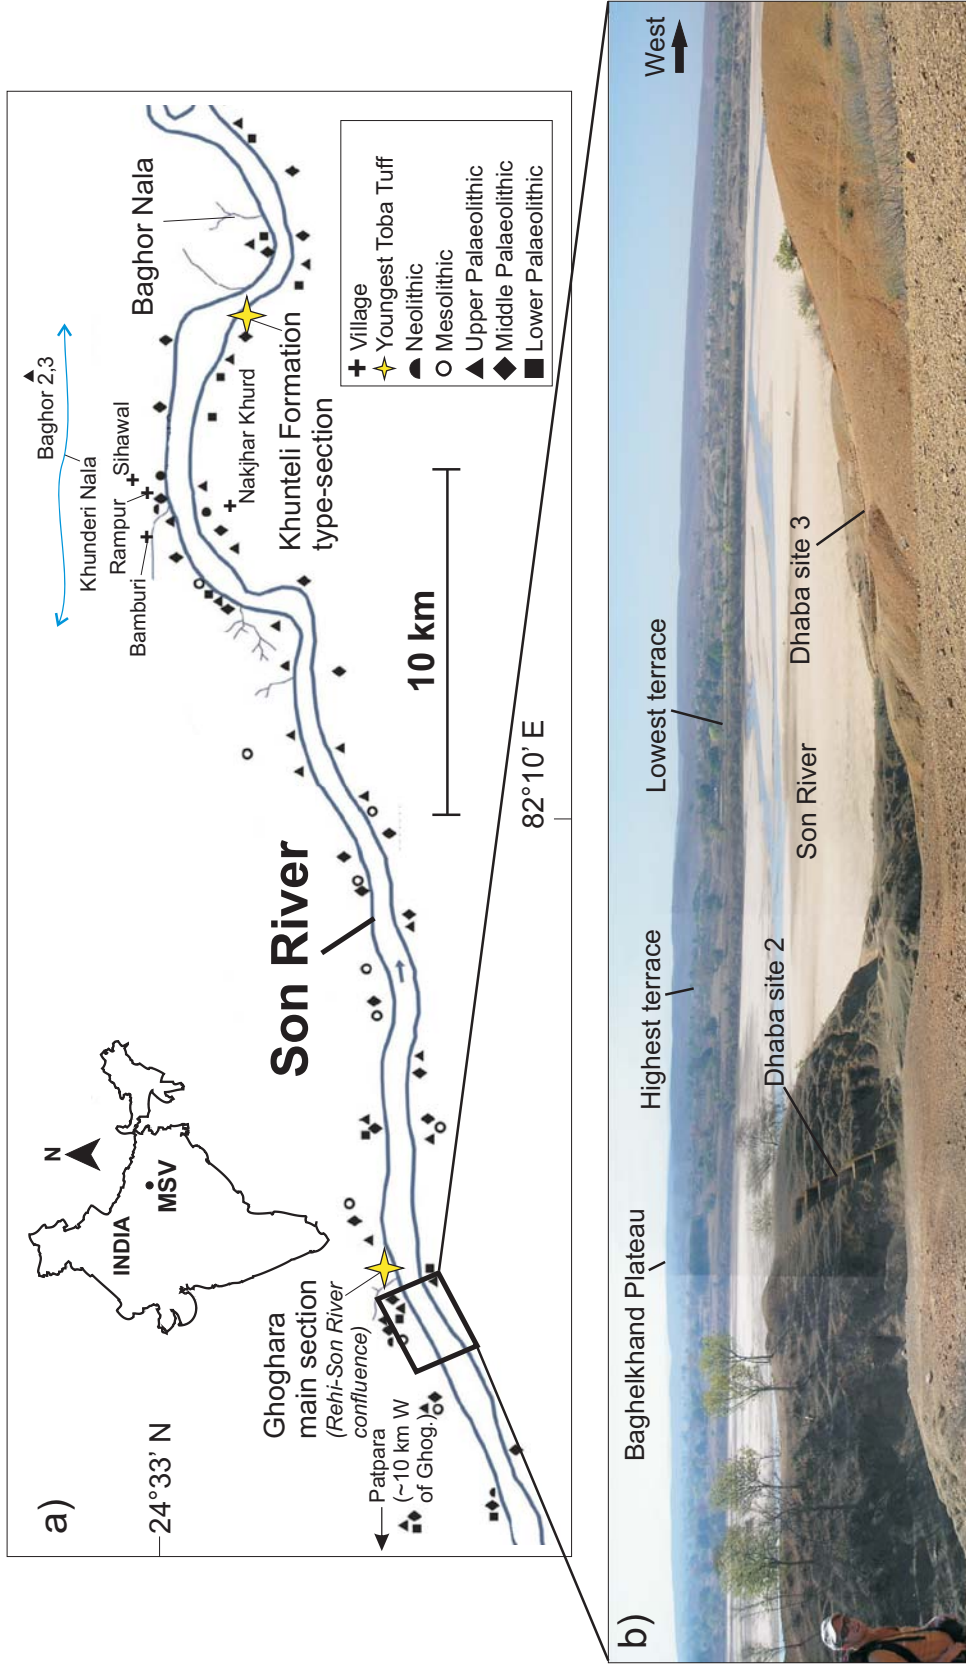 a)
24°33' N
N
INDIA
MSV
Son River
10 km
82°10' E
Ghoghara
main section
(Rehi-Son River
confluence)
Patpara
(~10 km W
of Ghog.)
Bamburi
Rampur
Khunderi Nala
Sihawal
Baghor 2,3
Nakjhar Khurd
Khunteli Formation
type-section
Baghor Nala
Village
Youngest Toba Tuff
Neolithic
Mesolithic
Upper Palaeolithic
Middle Palaeolithic
Lower Palaeolithic
b)
Baghelkhand Plateau
Highest terrace
Lowest terrace
West
Dhaba site 2
Son River
Dhaba site 3